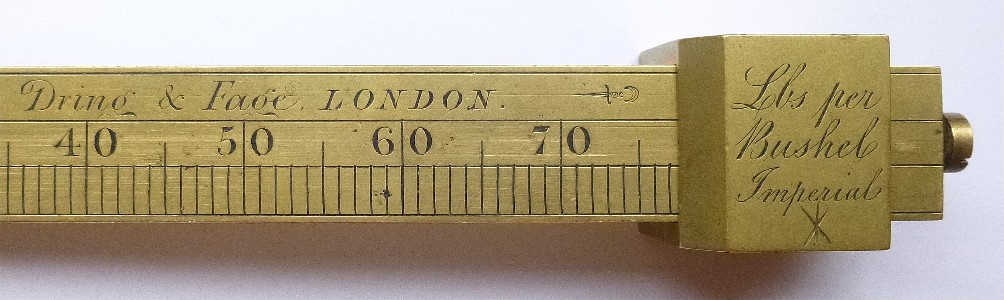 Dring & Fage. LONDON.
40 50 60 70
Lbs per
Bushel
Imperial